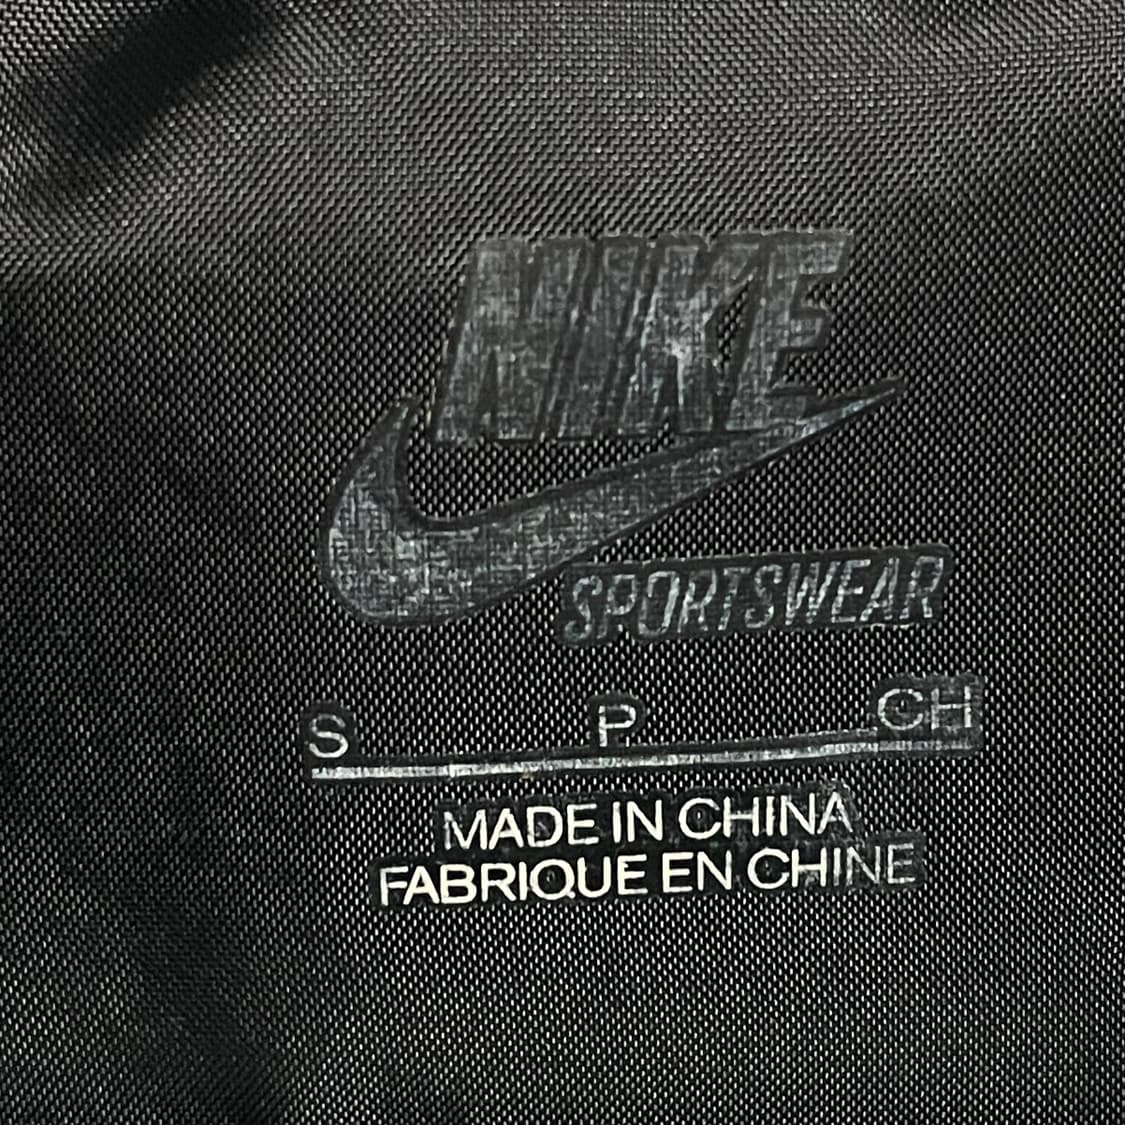 NIKE
SPORTSWEAR
S P CH
MADE IN CHINA
FABRIQUE EN CHINE